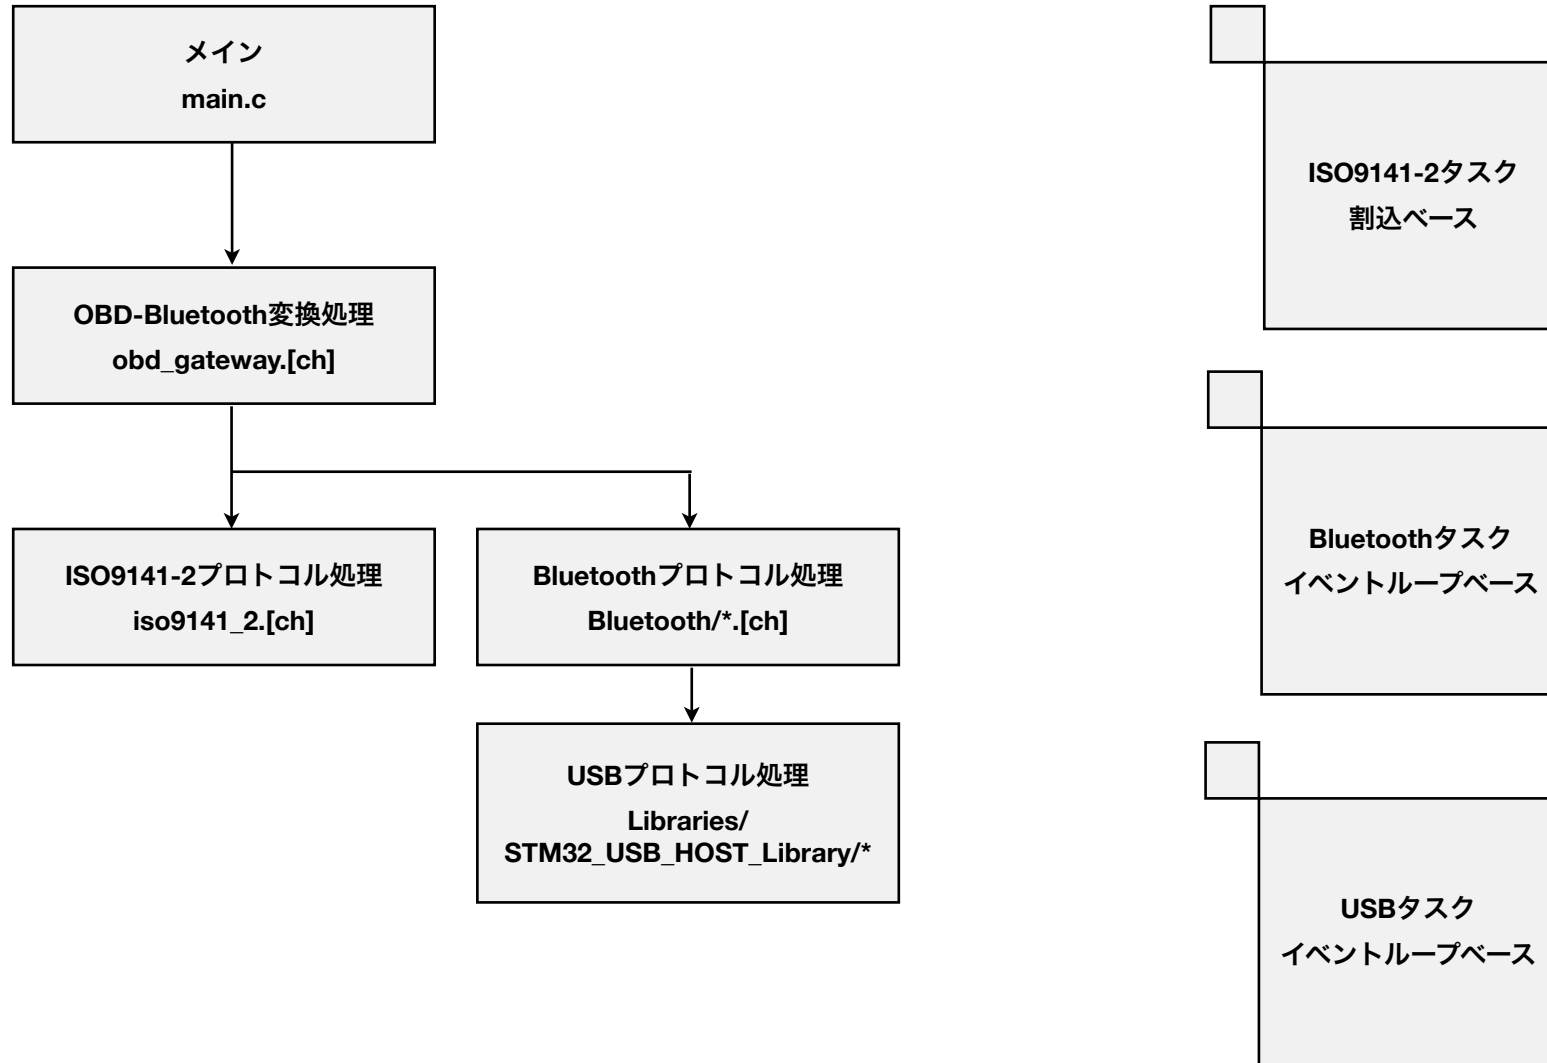 メイン
main.c
OBD-Bluetooth変換処理
obd_gateway.[ch]
ISO9141-2プロトコル処理
iso9141_2.[ch]
Bluetoothプロトコル処理
Bluetooth/*.[ch]
USBプロトコル処理
Libraries/
STM32_USB_HOST_Library/*
ISO9141-2タスク
割込ベース
Bluetoothタスク
イベントループベース
USBタスク
イベントループベース